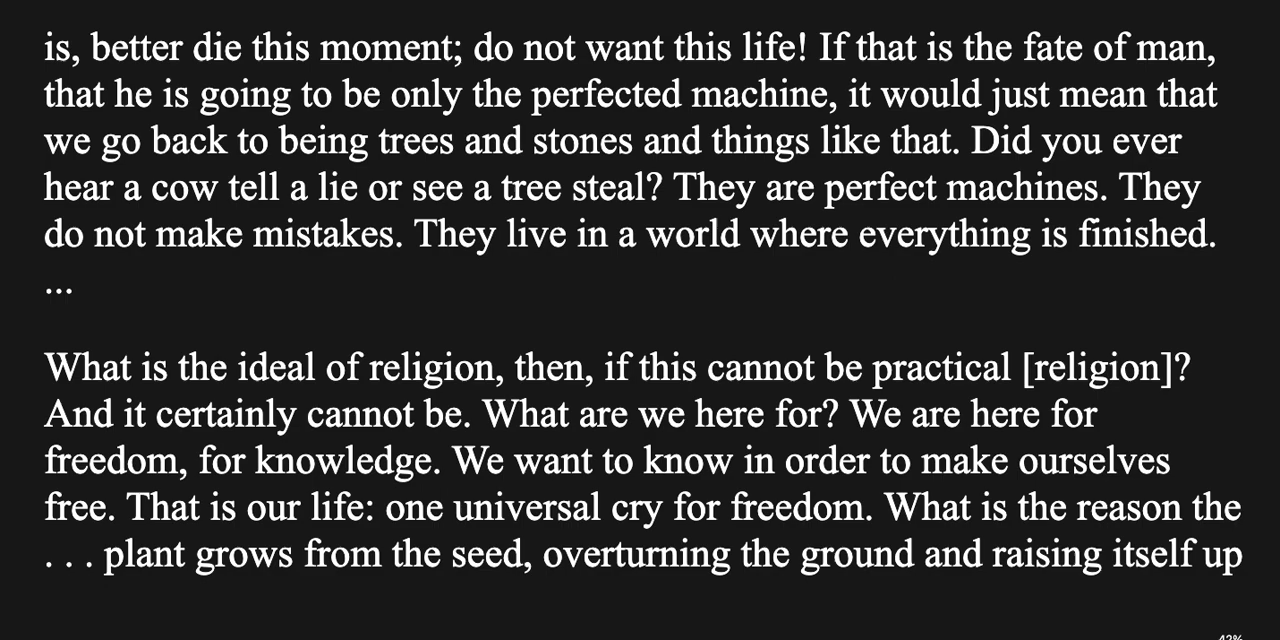 is, better die this moment; do not want this life! If that is the fate of man,
that he is going to be only the perfected machine, it would just mean that
we go back to being trees and stones and things like that. Did you ever
hear a cow tell a lie or see a tree steal? They are perfect machines. They
do not make mistakes. They live in a world where everything is finished.
...
What is the ideal of religion, then, if this cannot be practical [religion]?
And it certainly cannot be. What are we here for? We are here for
freedom, for knowledge. We want to know in order to make ourselves
free. That is our life: one universal cry for freedom. What is the reason the
. . . plant grows from the seed, overturning the ground and raising itself up
42%